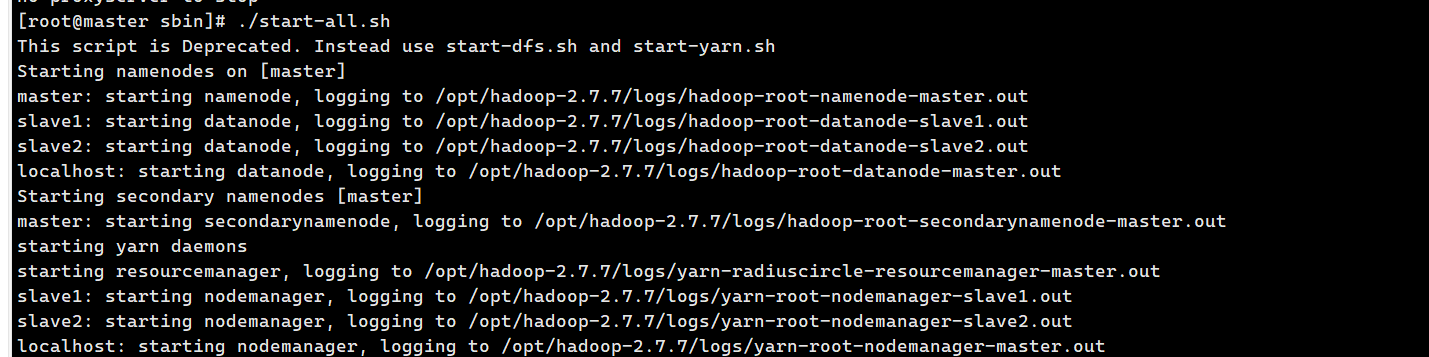 no proxyserver to stop
[root@master sbin]# ./start-all.sh
This script is Deprecated. Instead use start-dfs.sh and start-yarn.sh
Starting namenodes on [master]
master: starting namenode, logging to /opt/hadoop-2.7.7/logs/hadoop-root-namenode-master.out
slave1: starting datanode, logging to /opt/hadoop-2.7.7/logs/hadoop-root-datanode-slave1.out
slave2: starting datanode, logging to /opt/hadoop-2.7.7/logs/hadoop-root-datanode-slave2.out
localhost: starting datanode, logging to /opt/hadoop-2.7.7/logs/hadoop-root-datanode-master.out
Starting secondary namenodes [master]
master: starting secondarynamenode, logging to /opt/hadoop-2.7.7/logs/hadoop-root-secondarynamenode-master.out
starting yarn daemons
starting resourcemanager, logging to /opt/hadoop-2.7.7/logs/yarn-radiuscircle-resourcemanager-master.out
slave1: starting nodemanager, logging to /opt/hadoop-2.7.7/logs/yarn-root-nodemanager-slave1.out
slave2: starting nodemanager, logging to /opt/hadoop-2.7.7/logs/yarn-root-nodemanager-slave2.out
localhost: starting nodemanager, logging to /opt/hadoop-2.7.7/logs/yarn-root-nodemanager-master.out